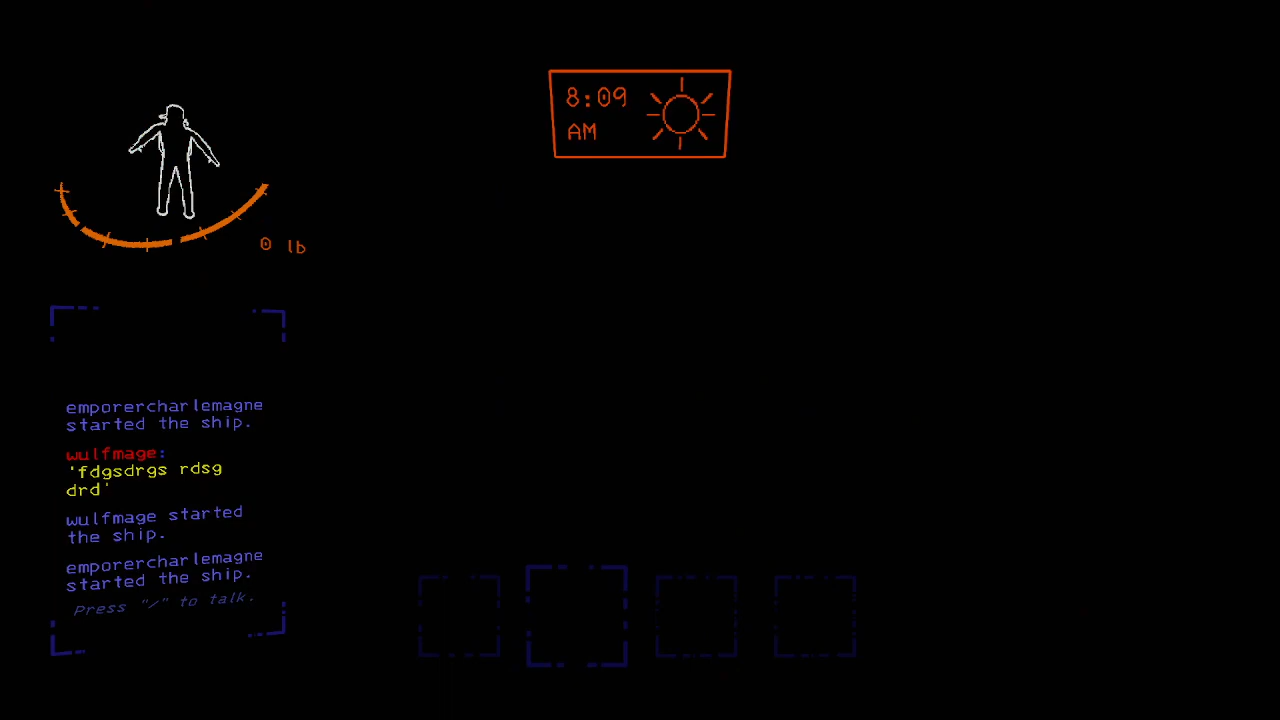 8:09
AM
0 lb
emporercharlemagne
started the ship.
wulfmage:
'fdgsdrgs rdsg
drd'
wulfmage started
the ship.
emporercharlemagne
started the ship.
Press "/" to talk.